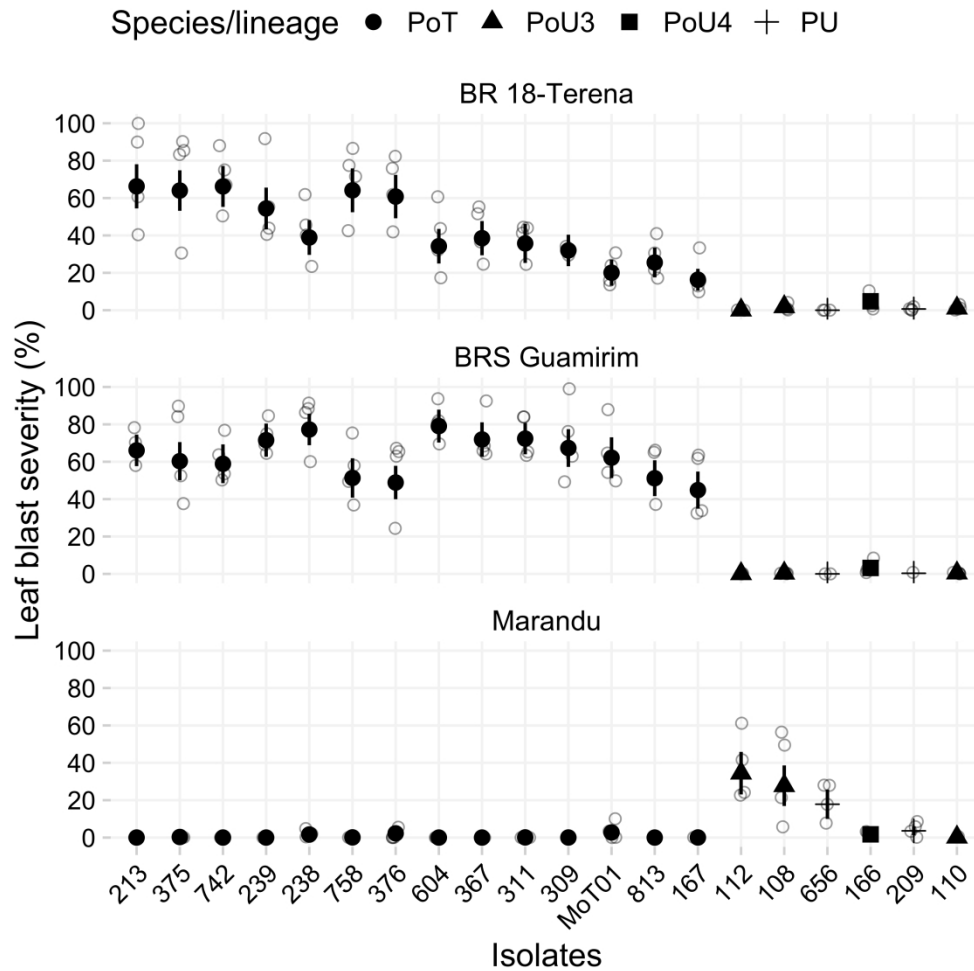 Species/lineage PoT PoU3 PoU4 PU
BR 18-Terena
100
80
60
40
20
0
BRS Guamirim
100
80
60
40
20
0
Marandu
100
80
60
40
20
0
Leaf blast severity (%)
213 375 742 239 238 758 376 604 367 311 309 MoT01 813 167 112 108 656 166 209 110
Isolates